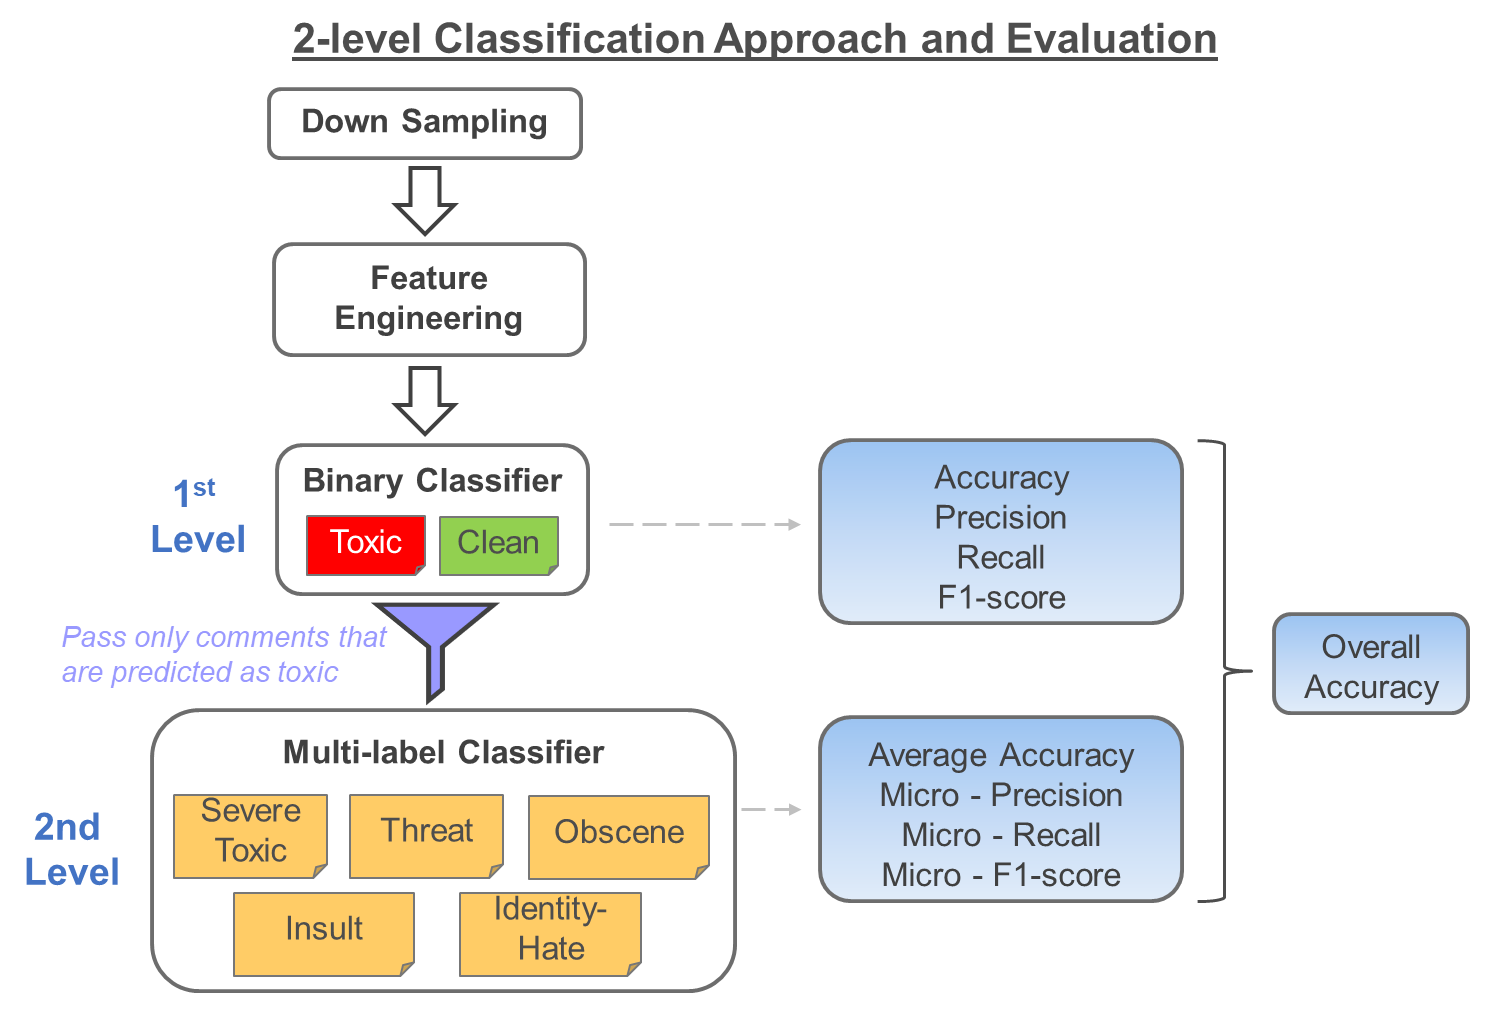 2-level Classification Approach and Evaluation
Down Sampling
Feature
Engineering
1st
Level
Binary Classifier
Toxic
Clean
Accuracy
Precision
Recall
F1-score
Pass only comments that
are predicted as toxic
Overall
Accuracy
2nd
Level
Multi-label Classifier
Severe
Toxic
Threat
Obscene
Insult
Identity-
Hate
Average Accuracy
Micro - Precision
Micro - Recall
Micro - F1-score